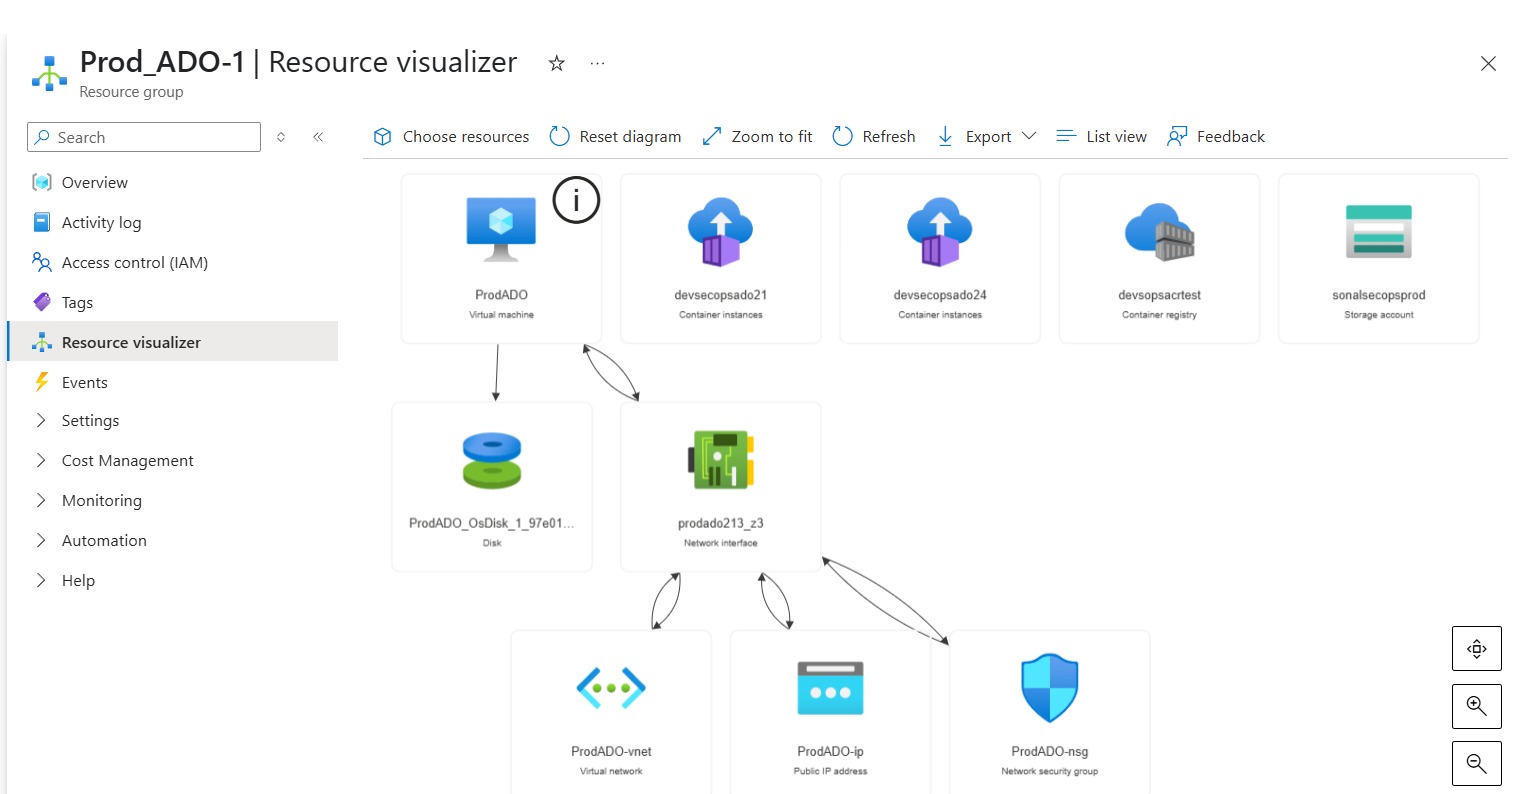 Prod_ADO-1 | Resource visualizer
Resource group
Search
Choose resources
Reset diagram
Zoom to fit
Refresh
Export
List view
Feedback
Overview
Activity log
Access control (IAM)
Tags
Resource visualizer
Events
Settings
Cost Management
Monitoring
Automation
Help
i
ProdADO
Virtual machine
devsecopsado21
Container instances
devsecopsado24
Container instances
devsopsacrtest
Container registry
sonalsecopsprod
Storage account
ProdADO_OsDisk_1_97e01...
Disk
prodado213_z3
Network interface
ProdADO-vnet
Virtual network
ProdADO-ip
Public IP address
ProdADO-nsg
Network security group